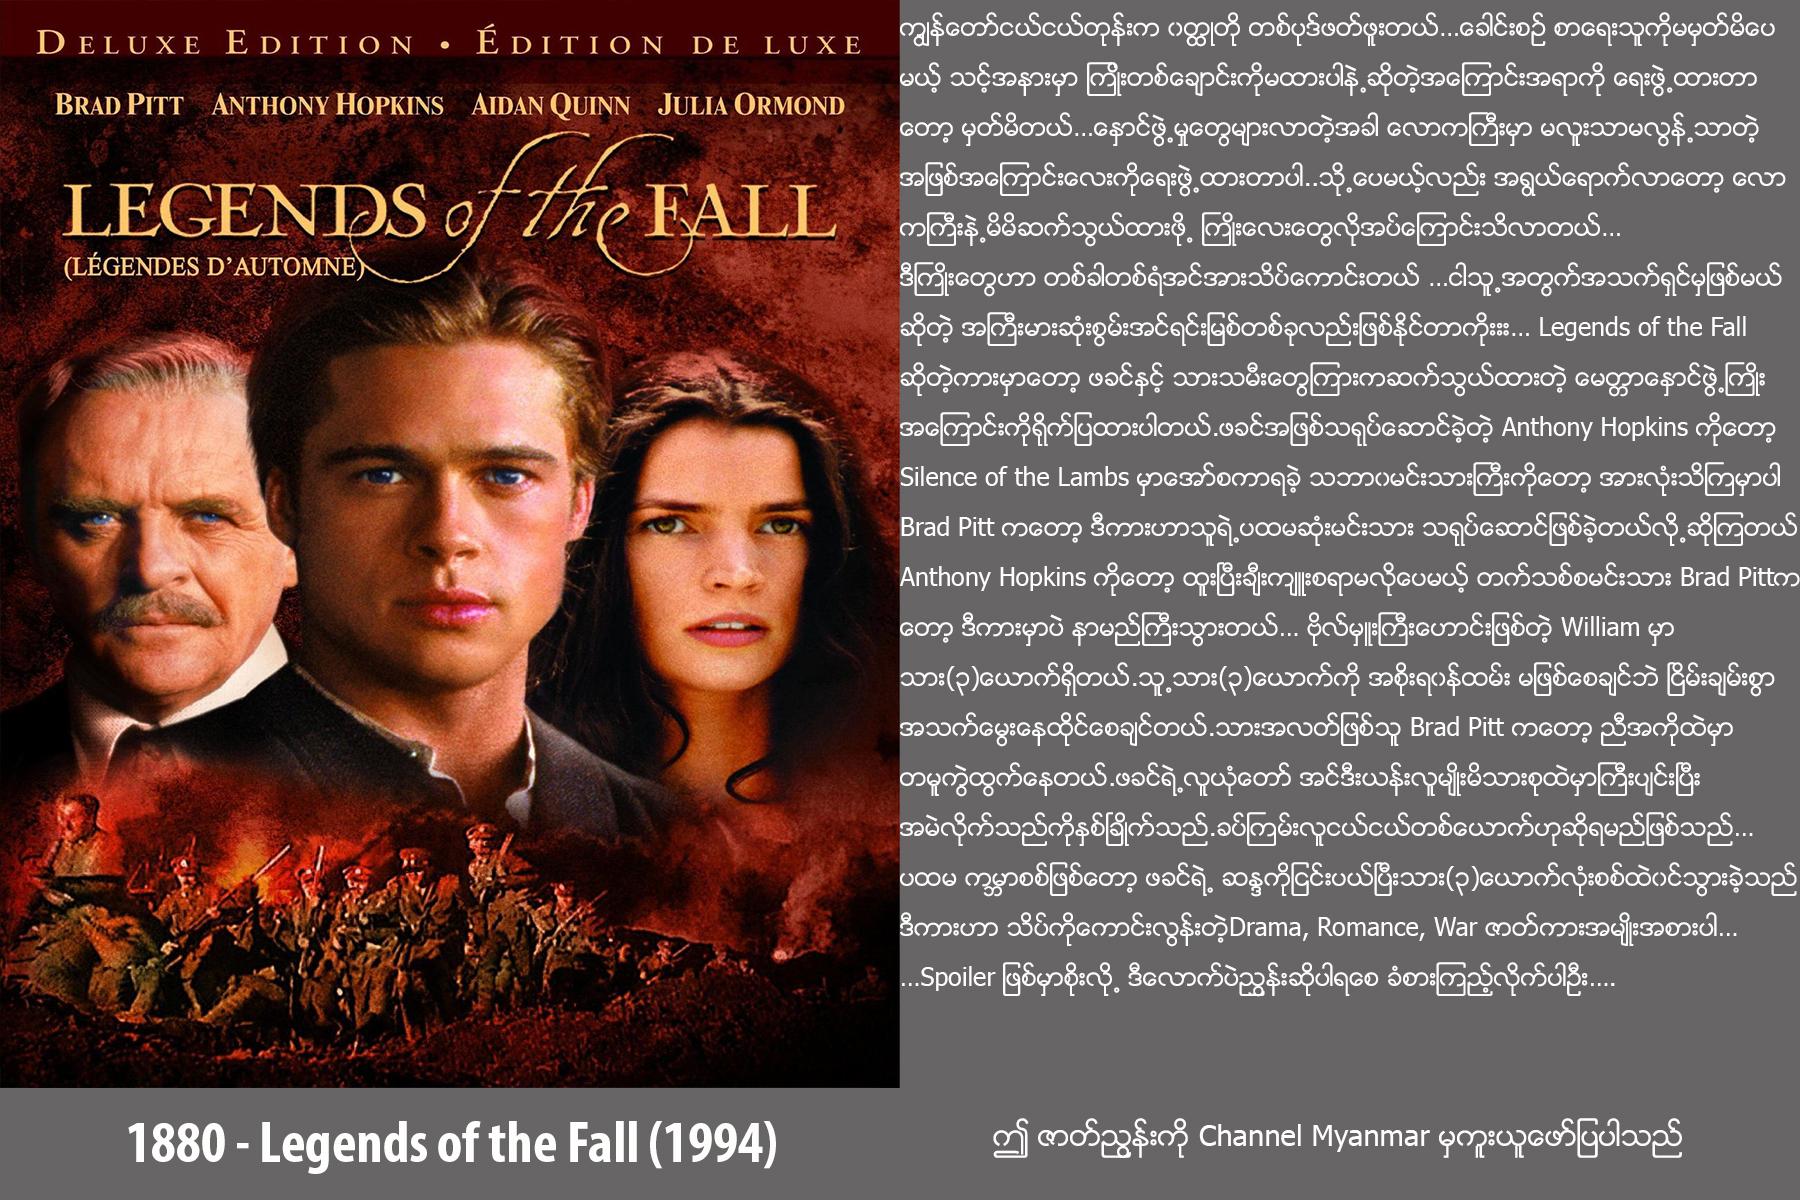 DELUXE EDITION • ÉDITION DE LUXE
BRAD PITT ANTHONY HOPKINS AIDAN QUINN JULIA ORMOND
LEGENDS of the FALL
(LÉGENDES D'AUTOMNE)
ကျွန်တော်ငယ်ငယ်တုန်းက ဝတ္ထုတို တစ်ပုဒ်ဖတ်ဖူးတယ်...ခေါင်းစဉ် စာရေးသူကိုမမှတ်မိပေ
မယ့် သင့်အနားမှာ ကြိုးတစ်ချောင်းကိုမထားပါနဲ့ဆိုတဲ့အကြောင်းအရာကို ရေးဖွဲ့ထားတာ
တော့ မှတ်မိတယ်...နှောင်ဖွဲ့မှုတွေများလာတဲ့အခါ လောကကြီးမှာ မလူးသာမလွန့်သာတဲ့
အဖြစ်အကြောင်းလေးကိုရေးဖွဲ့ထားတာပါ..သို့ပေမယ့်လည်း အရွယ်ရောက်လာတော့ လော
ကကြီးနဲ့မိမိဆက်သွယ်ထားဖို့ ကြိုးလေးတွေလိုအပ်ကြောင်းသိလာတယ်...
ဒီကြိုးတွေဟာ တစ်ခါတစ်ရံအင်အားသိပ်ကောင်းတယ် ...ငါသူ့အတွက်အသက်ရှင်မှဖြစ်မယ်
ဆိုတဲ့ အကြီးမားဆုံးစွမ်းအင်ရင်းမြစ်တစ်ခုလည်းဖြစ်နိုင်တာကိုးးး... Legends of the Fall
ဆိုတဲ့ကားမှာတော့ ဖခင်နှင့် သားသမီးတွေကြားကဆက်သွယ်ထားတဲ့ မေတ္တာနှောင်ဖွဲ့ကြိုး
အကြောင်းကိုရိုက်ပြထားပါတယ်.ဖခင်အဖြစ်သရုပ်ဆောင်ခဲ့တဲ့ Anthony Hopkins ကိုတော့
Silence of the Lambs မှာအော်စကာရခဲ့ သဘာဝမင်းသားကြီးကိုတော့ အားလုံးသိကြမှာပါ
Brad Pitt ကတော့ ဒီကားဟာသူရဲ့ပထမဆုံးမင်းသား သရုပ်ဆောင်ဖြစ်ခဲ့တယ်လို့ဆိုကြတယ်
Anthony Hopkins ကိုတော့ ထူးပြီးချီးကျူးစရာမလိုပေမယ့် တက်သစ်စမင်းသား Brad Pittက
တော့ ဒီကားမှာပဲ နာမည်ကြီးသွားတယ်... ဗိုလ်မှူးကြီးဟောင်းဖြစ်တဲ့ William မှာ
သား(၃)ယောက်ရှိတယ်.သူ့သား(၃)ယောက်ကို အစိုးရဝန်ထမ်း မဖြစ်စေချင်ဘဲ ငြိမ်းချမ်းစွာ
အသက်မွေးနေထိုင်စေချင်တယ်.သားအလတ်ဖြစ်သူ Brad Pitt ကတော့ ညီအကိုထဲမှာ
တမူကွဲထွက်နေတယ်.ဖခင်ရဲ့လူယုံတော် အင်ဒီးယန်းလူမျိုးမိသားစုထဲမှာကြီးပျင်းပြီး
အမဲလိုက်သည်ကိုနှစ်ခြိုက်သည်.ခပ်ကြမ်းလူငယ်ငယ်တစ်ယောက်ဟုဆိုရမည်ဖြစ်သည်...
ပထမ ကမ္ဘာစစ်ဖြစ်တော့ ဖခင်ရဲ့ ဆန္ဒကိုငြင်းပယ်ပြီးသား(၃)ယောက်လုံးစစ်ထဲဝင်သွားခဲ့သည်
ဒီကားဟာ သိပ်ကိုကောင်းလွန်းတဲ့Drama, Romance, War ဇာတ်ကားအမျိုးအစားပါ...
...Spoiler ဖြစ်မှာစိုးလို့ ဒီလောက်ပဲညွှန်းဆိုပါရစေ ခံစားကြည့်လိုက်ပါဦး....
1880 - Legends of the Fall (1994)
ဤ ဇာတ်ညွှန်းကို Channel Myanmar မှကူးယူဖော်ပြပါသည်